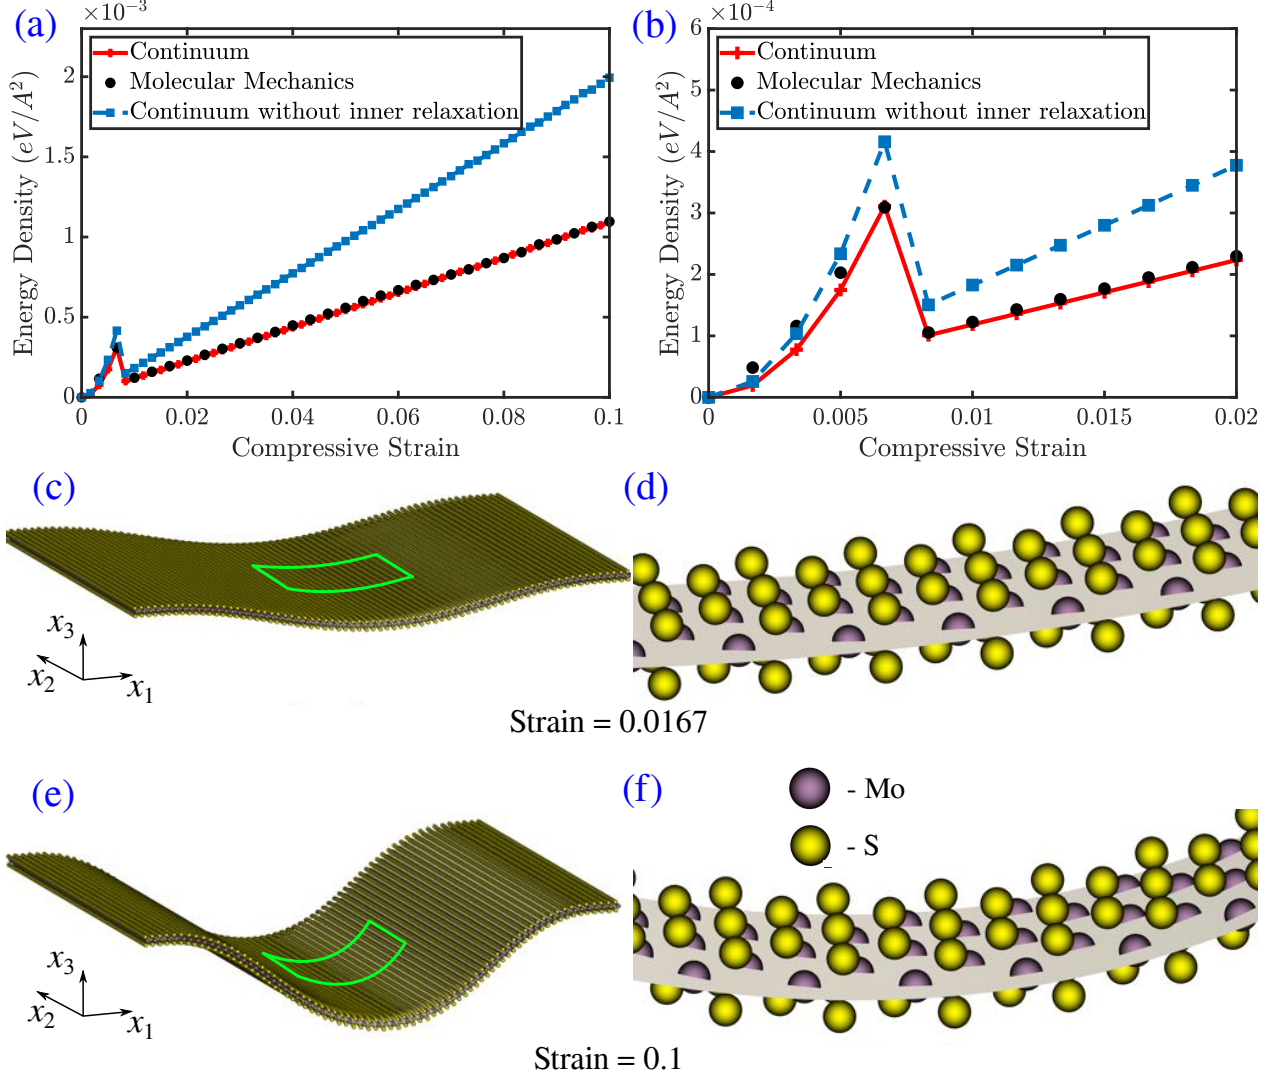 (a)
×10⁻³
Energy Density (eV/A²)
2
1.5
1
0.5
0
Continuum
Molecular Mechanics
Continuum without inner relaxation
0 0.02 0.04 0.06 0.08 0.1
Compressive Strain
(b)
×10⁻⁴
Energy Density (eV/A²)
6
4
3
2
1
0
Continuum
Molecular Mechanics
Continuum without inner relaxation
0 0.005 0.01 0.015 0.02
Compressive Strain
(c)
x₃
x₂
x₁
(d)
Strain = 0.0167
(e)
x₃
x₂
x₁
(f)
- Mo
- S
Strain = 0.1